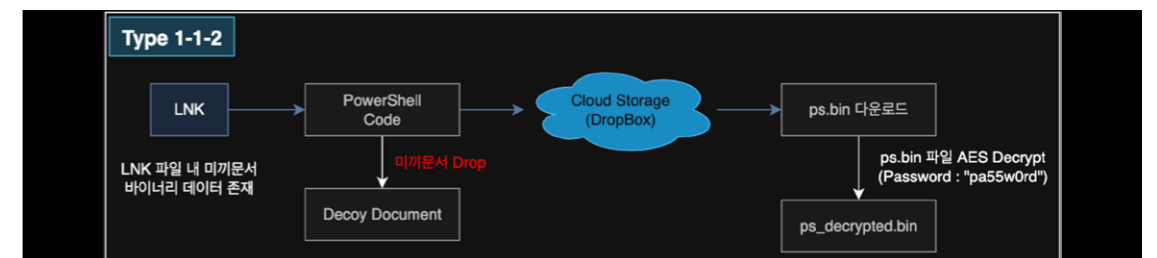 Type 1-1-2
LNK
PowerShell
Code
Cloud Storage
(DropBox)
ps.bin 다운로드
LNK 파일 내 미끼문서
바이너리 데이터 존재
미끼문서 Drop
ps.bin 파일 AES Decrypt
(Password : "pa55w0rd")
Decoy Document
ps_decrypted.bin